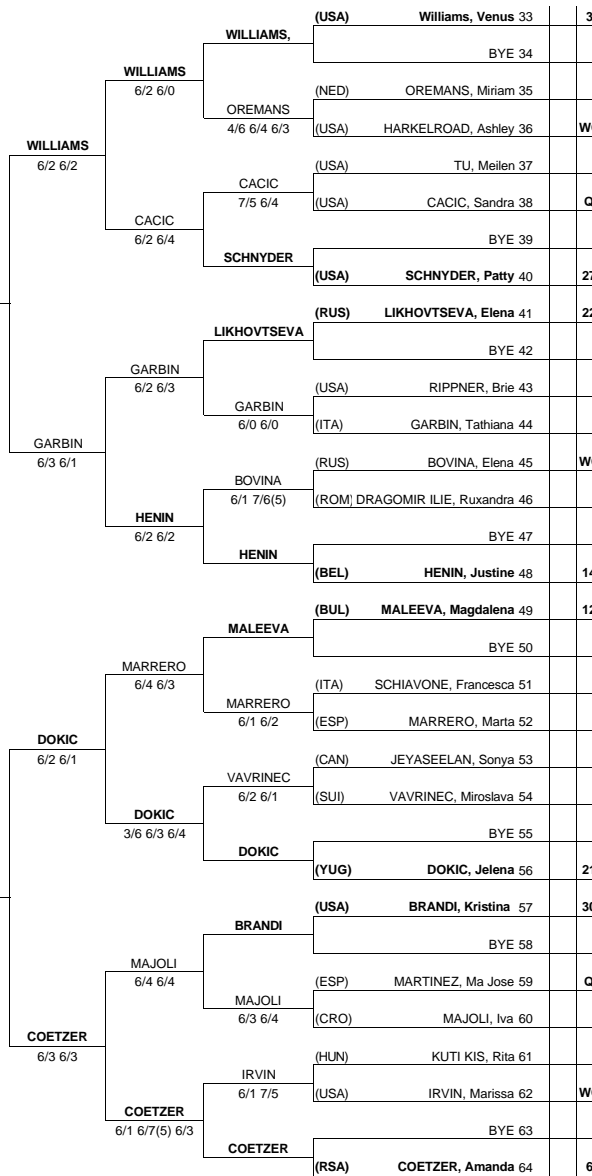 (USA) Williams, Venus 33 3
WILLIAMS,
BYE 34
WILLIAMS
6/2 6/0
(NED) OREMANS, Miriam 35
OREMANS
4/6 6/4 6/3
(USA) HARKELROAD, Ashley 36 W
WILLIAMS
6/2 6/2
(USA) TU, Meilen 37
CACIC
7/5 6/4
(USA) CACIC, Sandra 38 Q
CACIC
6/2 6/4
BYE 39
SCHNYDER
(USA) SCHNYDER, Patty 40 27
(RUS) LIKHOVTSEVA, Elena 41 22
LIKHOVTSEVA
BYE 42
GARBIN
6/2 6/3
(USA) RIPPNER, Brie 43
GARBIN
6/0 6/0
(ITA) GARBIN, Tathiana 44
GARBIN
6/3 6/1
(RUS) BOVINA, Elena 45 W
BOVINA
6/1 7/6(5)
(ROM) DRAGOMIR ILIE, Ruxandra 46
HENIN
6/2 6/2
BYE 47
HENIN
(BEL) HENIN, Justine 48 14
(BUL) MALEEVA, Magdalena 49 12
MALEEVA
BYE 50
MARRERO
6/4 6/3
(ITA) SCHIAVONE, Francesca 51
MARRERO
6/1 6/2
(ESP) MARRERO, Marta 52
DOKIC
6/2 6/1
(CAN) JEYASEELAN, Sonya 53
VAVRINEC
6/2 6/1
(SUI) VAVRINEC, Miroslava 54
DOKIC
3/6 6/3 6/4
BYE 55
DOKIC
(YUG) DOKIC, Jelena 56 21
(USA) BRANDI, Kristina 57 30
BRANDI
BYE 58
MAJOLI
6/4 6/4
(ESP) MARTINEZ, Ma Jose 59 Q
MAJOLI
6/3 6/4
(CRO) MAJOLI, Iva 60
COETZER
6/3 6/3
(HUN) KUTI KIS, Rita 61
IRVIN
6/1 7/5
(USA) IRVIN, Marissa 62 W
COETZER
6/1 6/7(5) 6/3
BYE 63
COETZER
(RSA) COETZER, Amanda 64 6